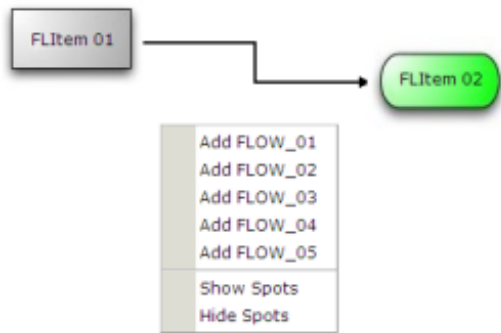 FLItem 01
FLItem 02
Add FLOW_01
Add FLOW_02
Add FLOW_03
Add FLOW_04
Add FLOW_05
Show Spots
Hide Spots